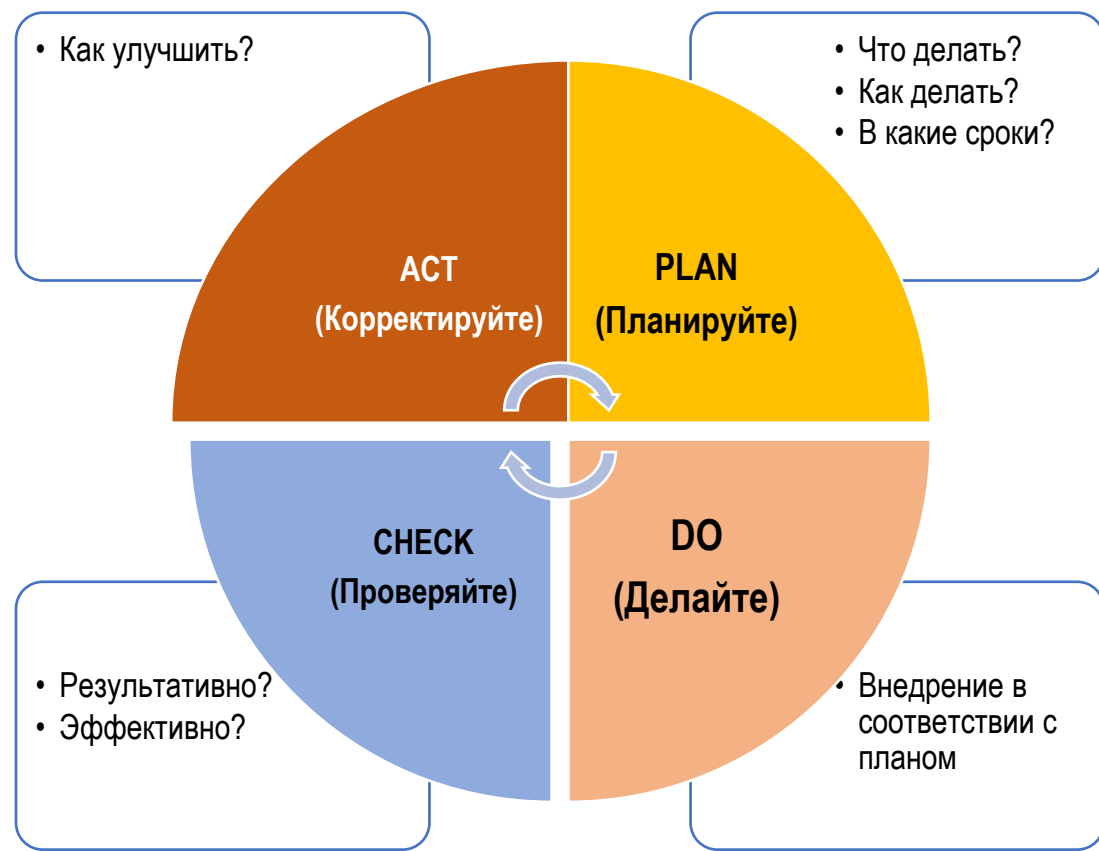 • Как улучшить?
• Что делать?
• Как делать?
• В какие сроки?
ACT
(Корректируйте)
PLAN
(Планируйте)
CHECK
(Проверяйте)
DO
(Делайте)
• Результативно?
• Эффективно?
• Внедрение в
соответствии с
планом